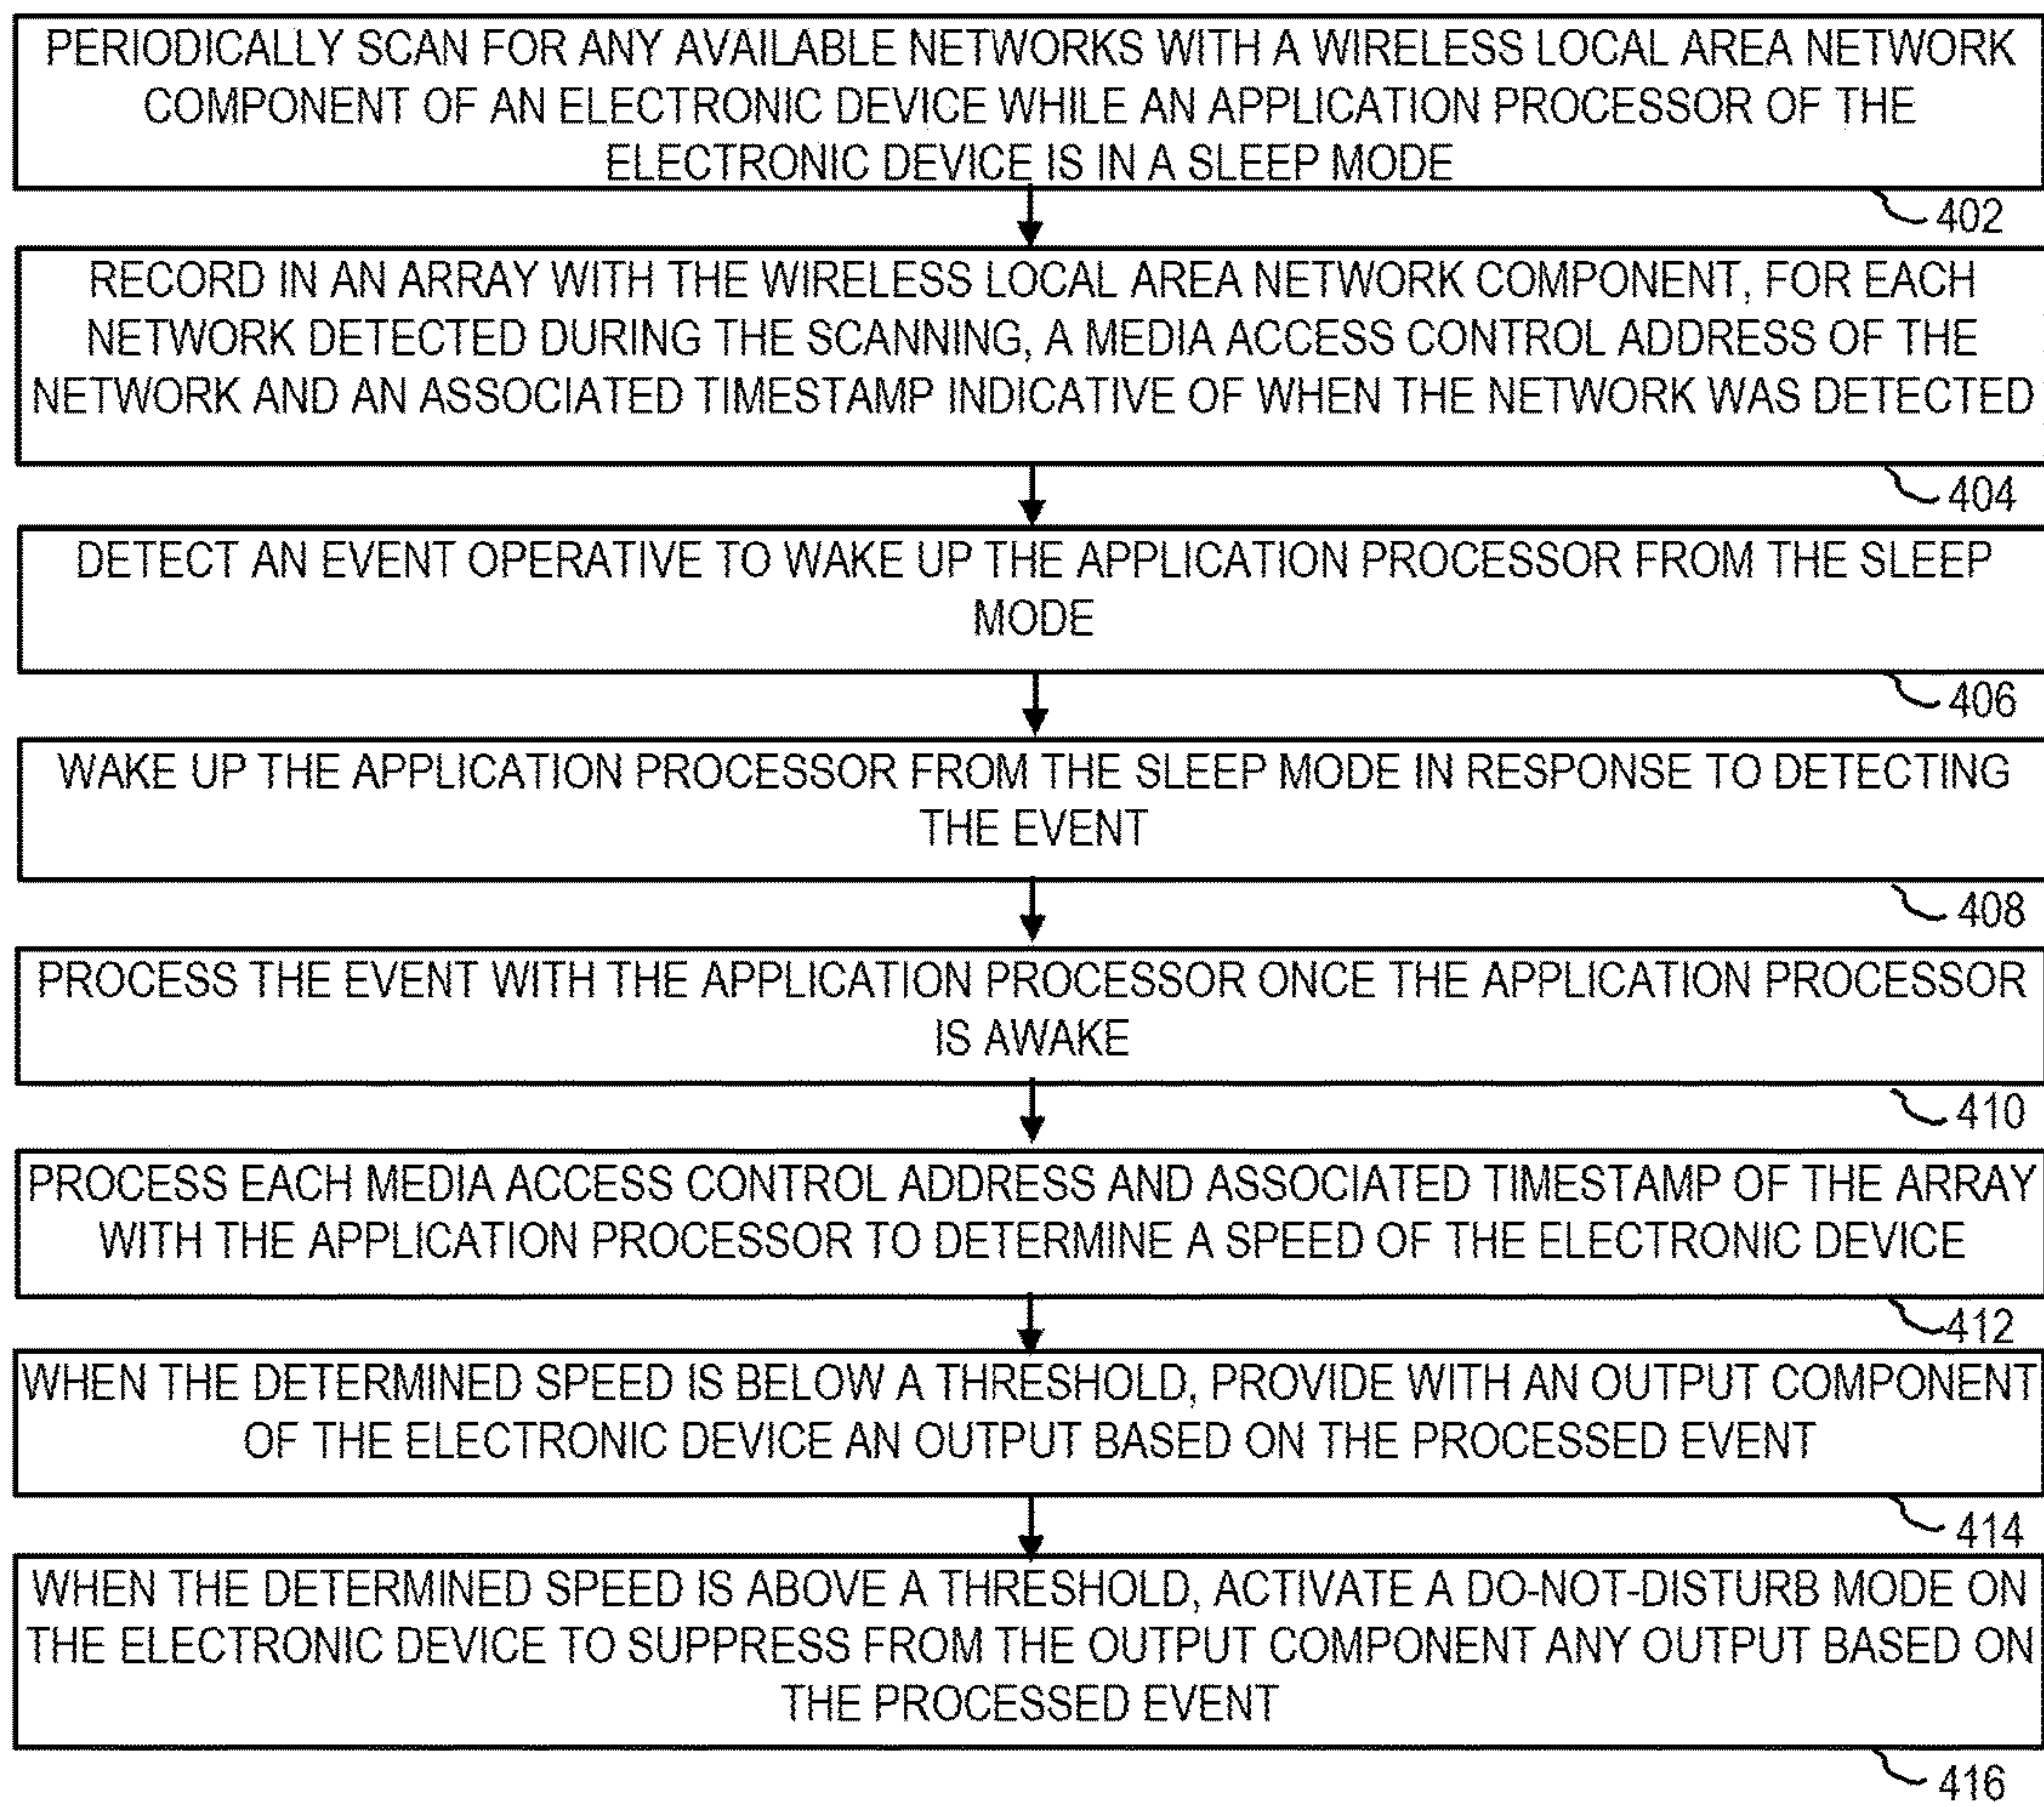 PERIODICALLY SCAN FOR ANY AVAILABLE NETWORKS WITH A WIRELESS LOCAL AREA NETWORK
COMPONENT OF AN ELECTRONIC DEVICE WHILE AN APPLICATION PROCESSOR OF THE
ELECTRONIC DEVICE IS IN A SLEEP MODE
402
RECORD IN AN ARRAY WITH THE WIRELESS LOCAL AREA NETWORK COMPONENT, FOR EACH
NETWORK DETECTED DURING THE SCANNING, A MEDIA ACCESS CONTROL ADDRESS OF THE
NETWORK AND AN ASSOCIATED TIMESTAMP INDICATIVE OF WHEN THE NETWORK WAS DETECTED
404
DETECT AN EVENT OPERATIVE TO WAKE UP THE APPLICATION PROCESSOR FROM THE SLEEP
MODE
406
WAKE UP THE APPLICATION PROCESSOR FROM THE SLEEP MODE IN RESPONSE TO DETECTING
THE EVENT
408
PROCESS THE EVENT WITH THE APPLICATION PROCESSOR ONCE THE APPLICATION PROCESSOR
IS AWAKE
410
PROCESS EACH MEDIA ACCESS CONTROL ADDRESS AND ASSOCIATED TIMESTAMP OF THE ARRAY
WITH THE APPLICATION PROCESSOR TO DETERMINE A SPEED OF THE ELECTRONIC DEVICE
412
WHEN THE DETERMINED SPEED IS BELOW A THRESHOLD, PROVIDE WITH AN OUTPUT COMPONENT
OF THE ELECTRONIC DEVICE AN OUTPUT BASED ON THE PROCESSED EVENT
414
WHEN THE DETERMINED SPEED IS ABOVE A THRESHOLD, ACTIVATE A DO-NOT-DISTURB MODE ON
THE ELECTRONIC DEVICE TO SUPPRESS FROM THE OUTPUT COMPONENT ANY OUTPUT BASED ON
THE PROCESSED EVENT
416